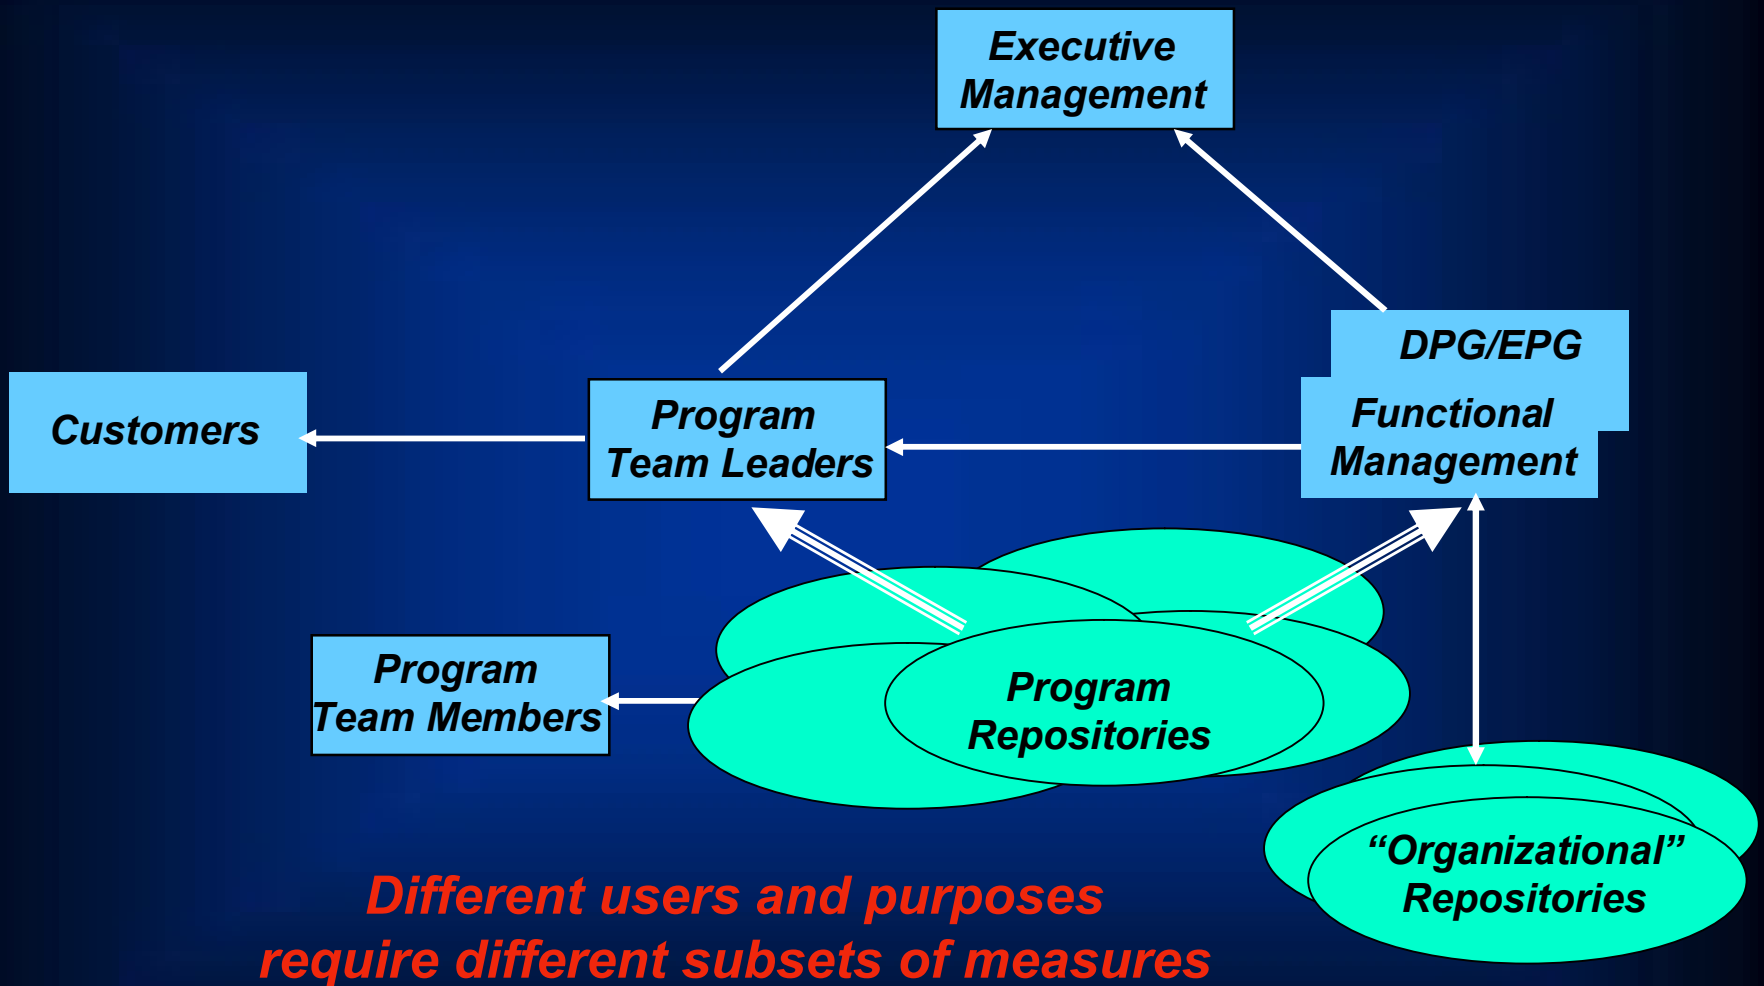 Executive
Management
DPG/EPG
Functional
Management
Customers
Program
Team Leaders
Program
Team Members
Program
Repositories
“Organizational”
Repositories
Different users and purposes
require different subsets of measures